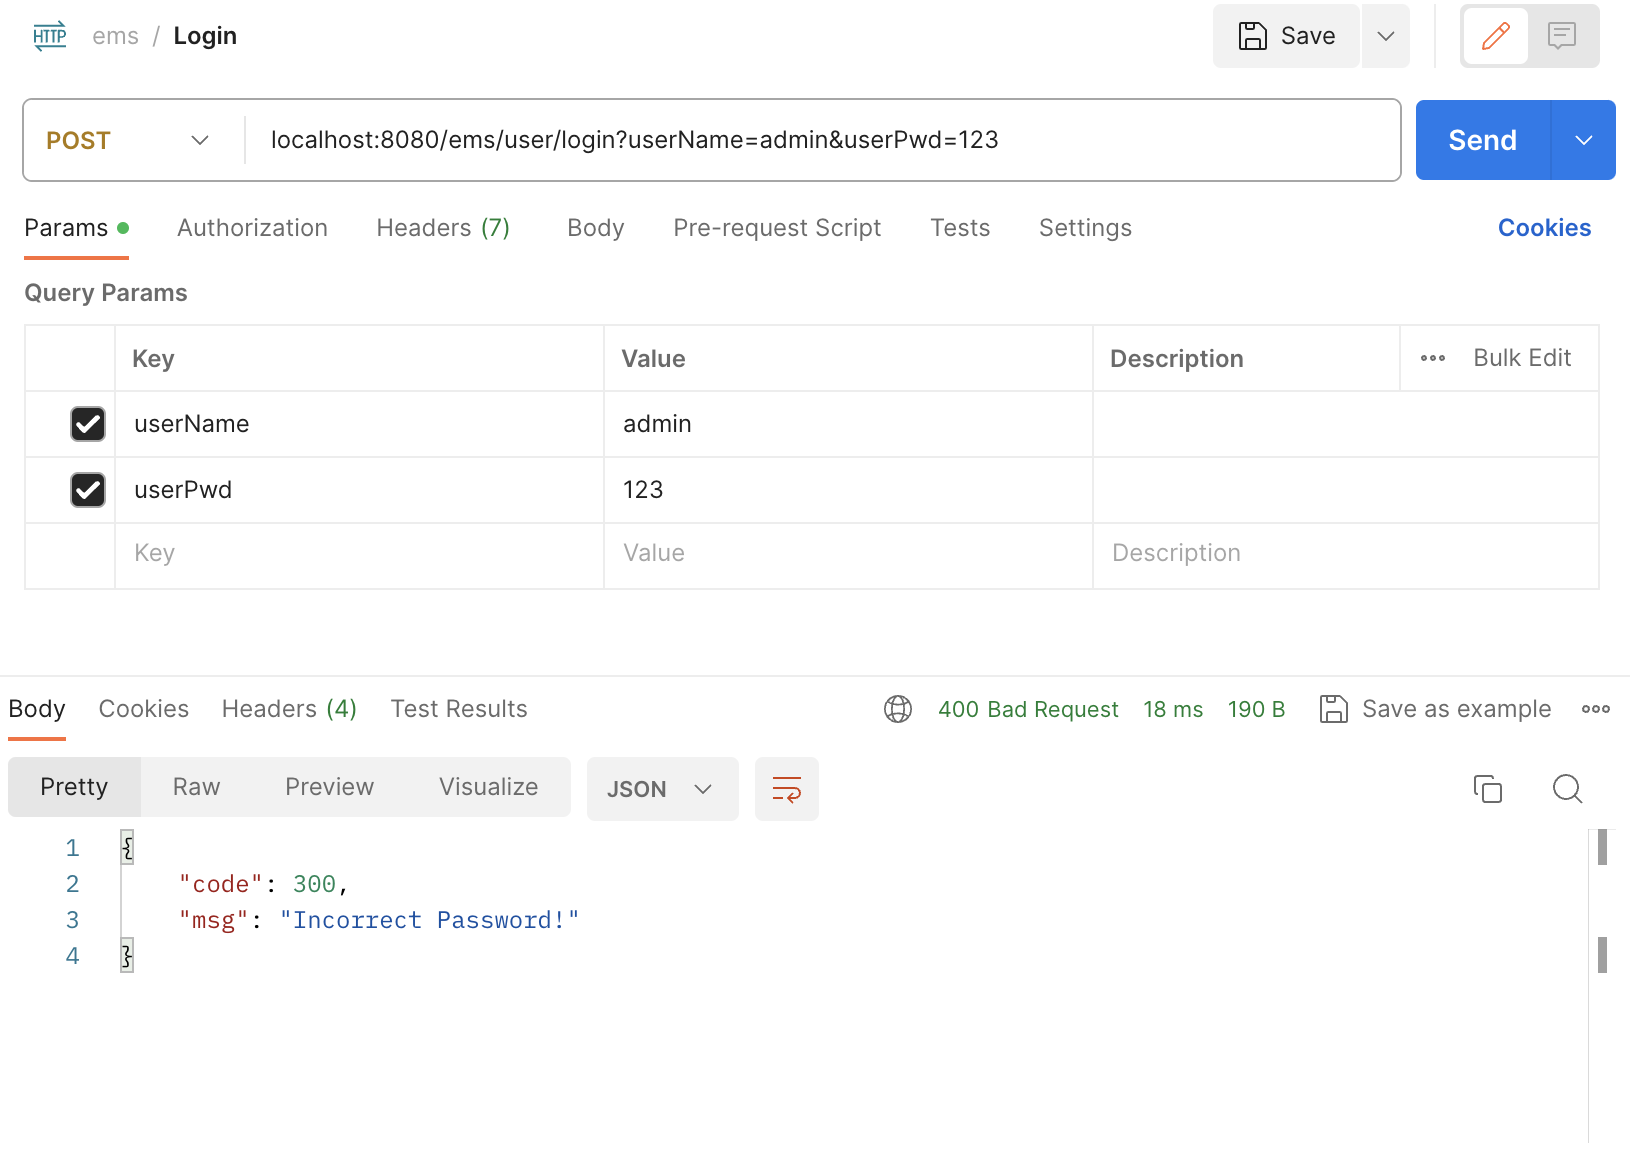 HTTP ems / Login Save
POST localhost:8080/ems/user/login?userName=admin&userPwd=123 Send
Params Authorization Headers (7) Body Pre-request Script Tests Settings Cookies
Query Params
Key Value Description Bulk Edit
userName admin
userPwd 123
Key Value Description
Body Cookies Headers (4) Test Results 400 Bad Request 18 ms 190 B Save as example
Pretty Raw Preview Visualize JSON
1 {
2 "code": 300,
3 "msg": "Incorrect Password!"
4 }